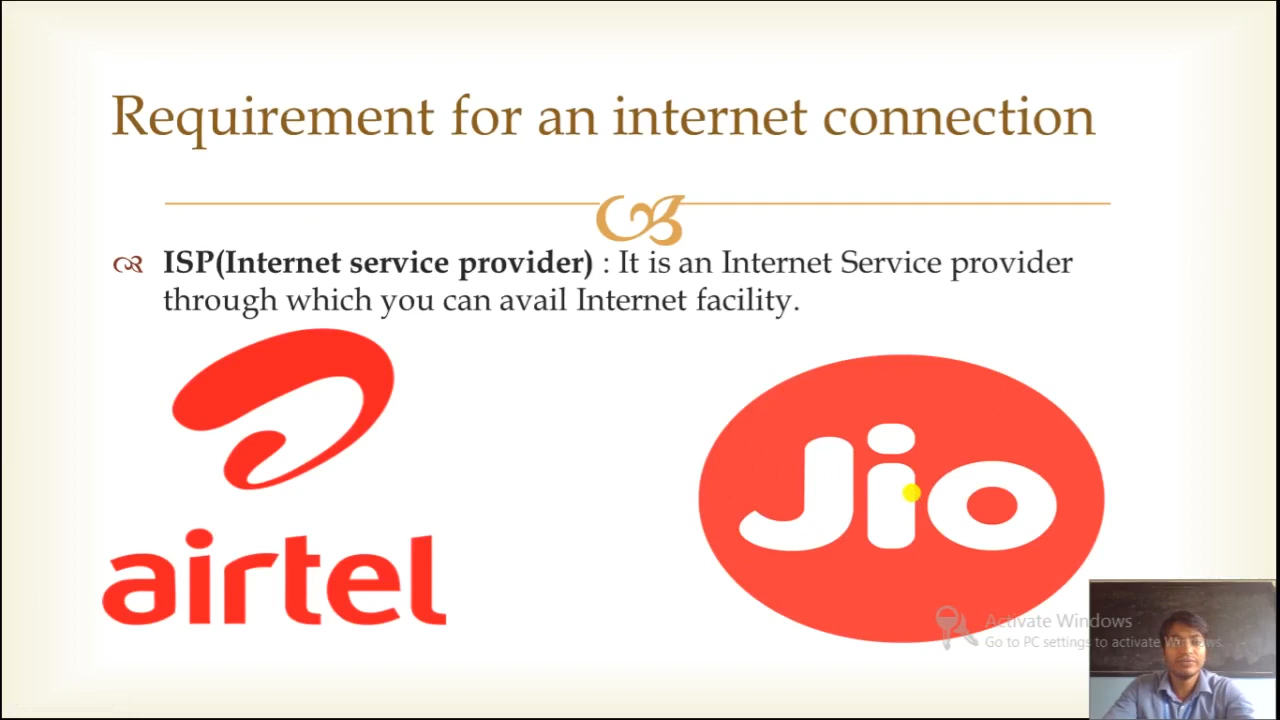 Requirement for an internet connection
ISP(Internet service provider) : It is an Internet Service provider
through which you can avail Internet facility.
airtel
Jio
Activate Windows
Go to PC settings to activate Windows.